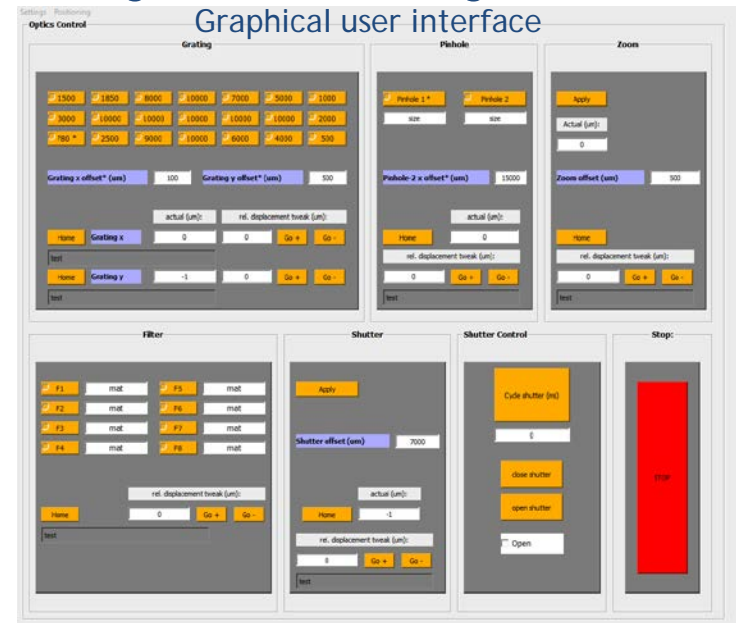 Graphical user interface
Settings Positioning
Optics Control
Grating
1500 1850 8000 10000 7000 5000 1000
3000 10000 10000 10000 10000 10000 2000
780 * 2500 9000 10000 6000 4000 500
Grating x offset* (um) 100 Grating y offset* (um) 500
actual (um): rel. displacement tweak (um):
Home Grating x 0 0 Go + Go -
test
Home Grating y -1 0 Go + Go -
test
Pinhole
Pinhole 1 * Pinhole 2
size size
Pinhole-2 x offset* (um) 15000
actual (um):
Home 0
rel. displacement tweak (um):
0 Go + Go -
test
Zoom
Apply
Actual (um):
0
Zoom offset (um) 500
Home
rel. displacement tweak (um):
0 Go + Go -
test
Filter
F1 mat F5 mat
F2 mat F6 mat
F3 mat F7 mat
F4 mat F8 mat
rel. displacement tweak (um):
Home 0 Go + Go -
test
Shutter
Apply
Shutter offset (um) 7000
actual (um):
Home -1
rel. displacement tweak (um):
0 Go + Go -
test
Shutter Control
Cycle shutter (ms)
0
close shutter
open shutter
Open
Stop:
STOP